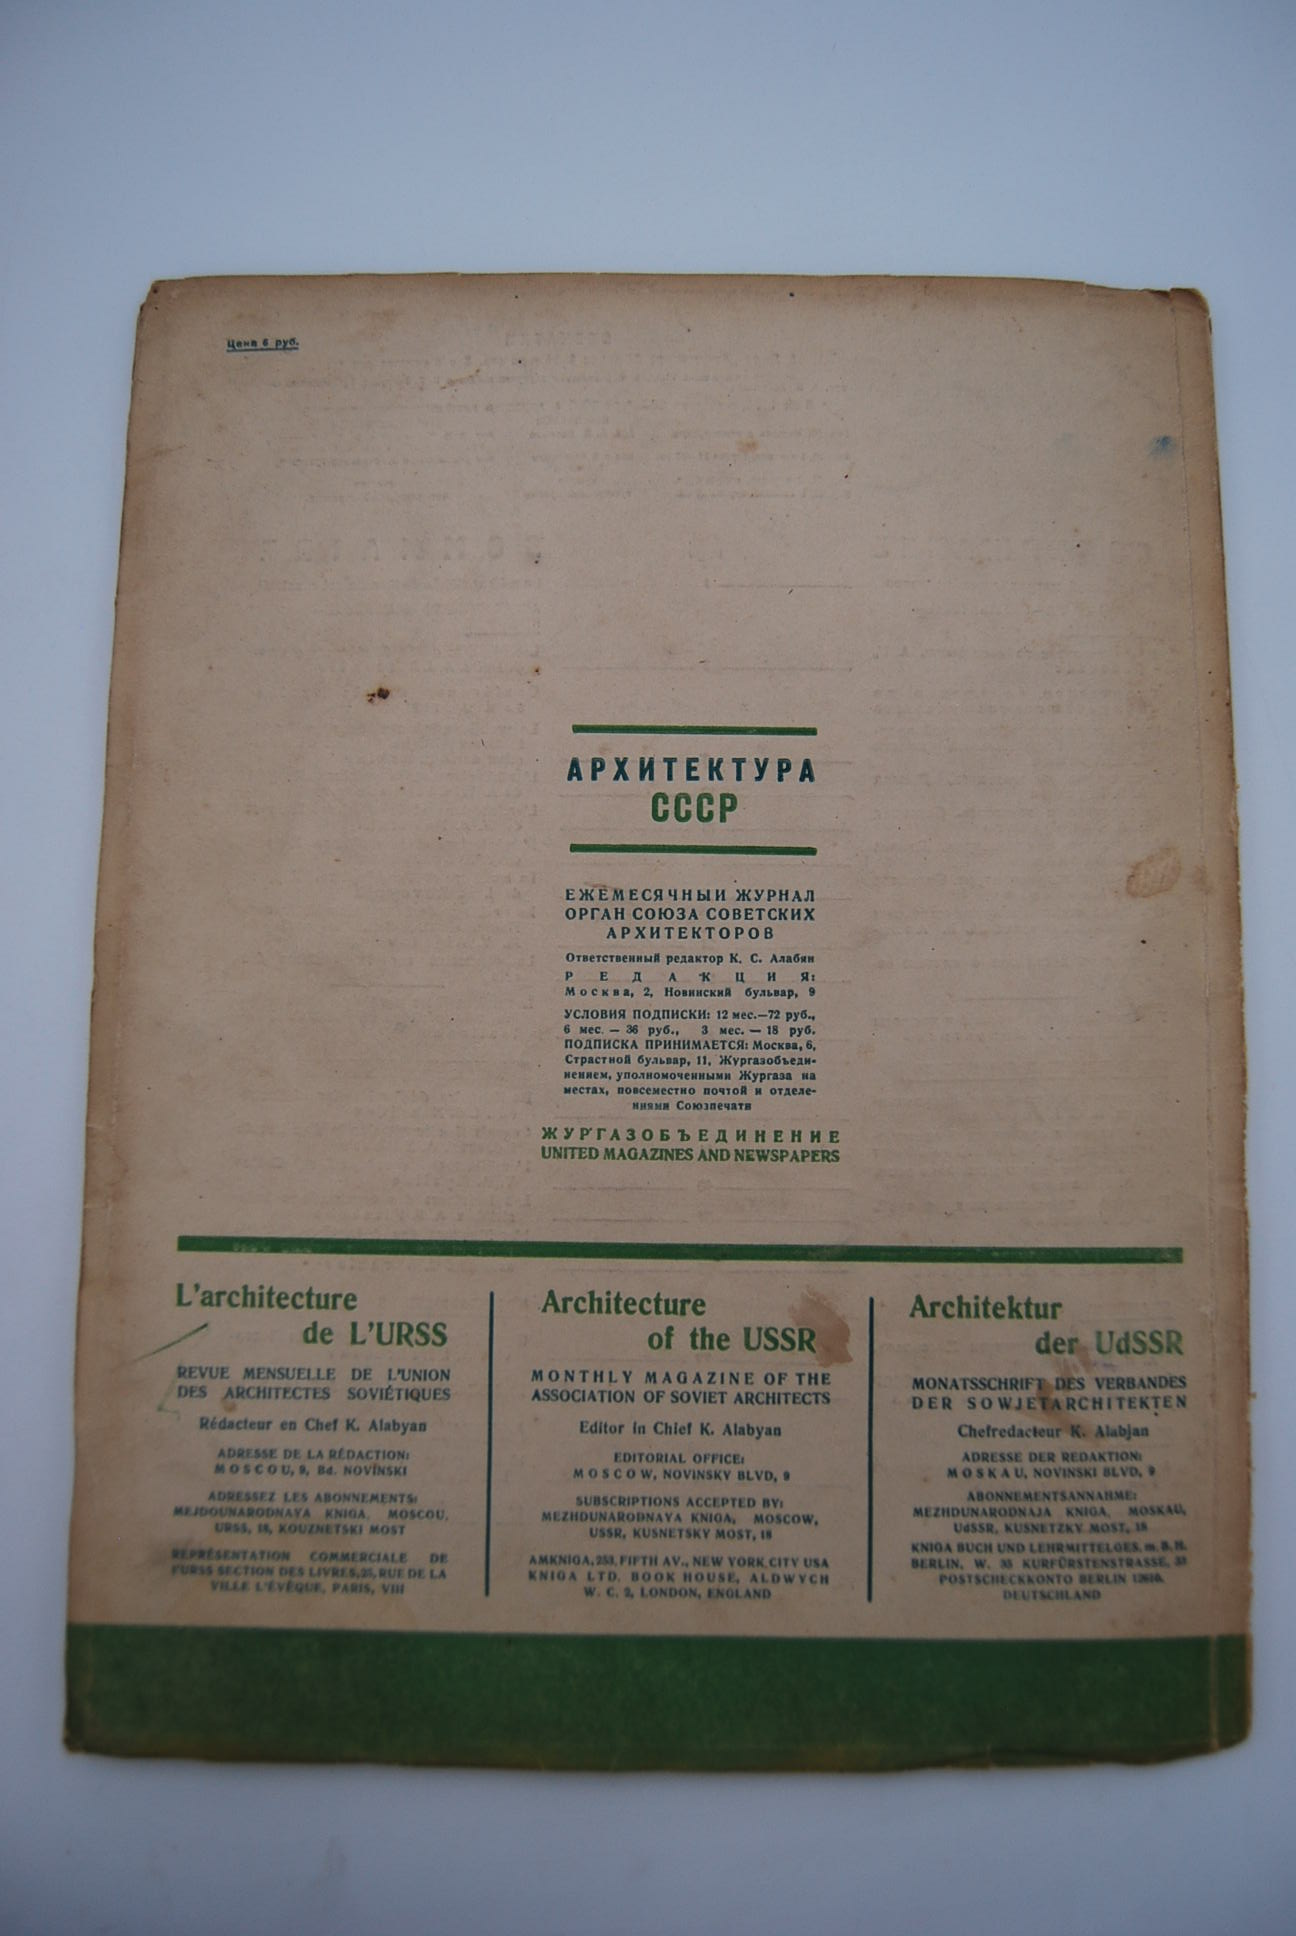 Цена 6 руб.
АРХИТЕКТУРА
СССР
ЕЖЕМЕСЯЧНЫЙ ЖУРНАЛ
ОРГАН СОЮЗА СОВЕТСКИХ
АРХИТЕКТОРОВ
Ответственный редактор К. С. Алабян
РЕДАКЦИЯ:
Москва, 2, Новинский бульвар, 9
УСЛОВИЯ ПОДПИСКИ: 12 мес.—72 руб.,
6 мес. — 36 руб., 3 мес. — 18 руб.
ПОДПИСКА ПРИНИМАЕТСЯ: Москва, 6,
Страстной бульвар, 11, Жургазобъеди-
нением, уполномоченными Жургаза на
местах, повсеместно почтой и отделе-
ниями Союзпечати
ЖУРГАЗОБЪЕДИНЕНИЕ
UNITED MAGAZINES AND NEWSPAPERS
L'architecture
de L'URSS
REVUE MENSUELLE DE L'UNION
DES ARCHITECTES SOVIÉTIQUES
Rédacteur en Chef K. Alabyan
ADRESSE DE LA RÉDACTION:
MOSCOU, 9, Bd. NOVINSKI
ADRESSEZ LES ABONNEMENTS:
MEJDOUNARODNAYA KNIGA, MOSCOU,
URSS, 18, KOUZNETSKI MOST
REPRÉSENTATION COMMERCIALE DE
l'URSS SECTION DES LIVRES, 25, RUE DE LA
VILLE L'ÉVÊQUE, PARIS, VIII
Architecture
of the USSR
MONTHLY MAGAZINE OF THE
ASSOCIATION OF SOVIET ARCHITECTS
Editor in Chief K. Alabyan
EDITORIAL OFFICE:
MOSCOW, NOVINSKY BLVD, 9
SUBSCRIPTIONS ACCEPTED BY:
MEZHDUNARODNAYA KNIGA, MOSCOW,
USSR, KUSNETSKY MOST, 18
AMKNIGA, 253, FIFTH AV., NEW YORK CITY USA
KNIGA LTD. BOOK HOUSE, ALDWYCH
W. C. 2, LONDON, ENGLAND
Architektur
der UdSSR
MONATSSCHRIFT DES VERBANDES
DER SOWJETARCHITEKTEN
Chefredacteur K. Alabjan
ADRESSE DER REDAKTION:
MOSKAU, NOVINSKI BLVD, 9
ABONNEMENTSANNAHME:
MEZHDUNARODNAJA KNIGA, MOSKAU,
UdSSR, KUSNETZKY MOST, 18
KNIGA BUCH UND LEHRMITTELGES. m. B. H.
BERLIN, W. 35 KURFÜRSTENSTRASSE, 33
POSTSCHECKKONTO BERLIN
DEUTSCHLAND